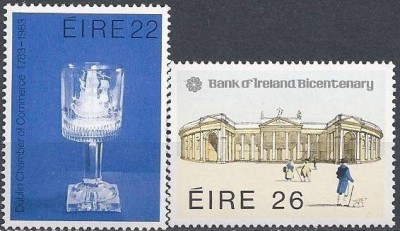 ÉIRE 22
Dublin Chamber of Commerce 1783-1983
Bank of Ireland Bicentenary
ÉIRE 26